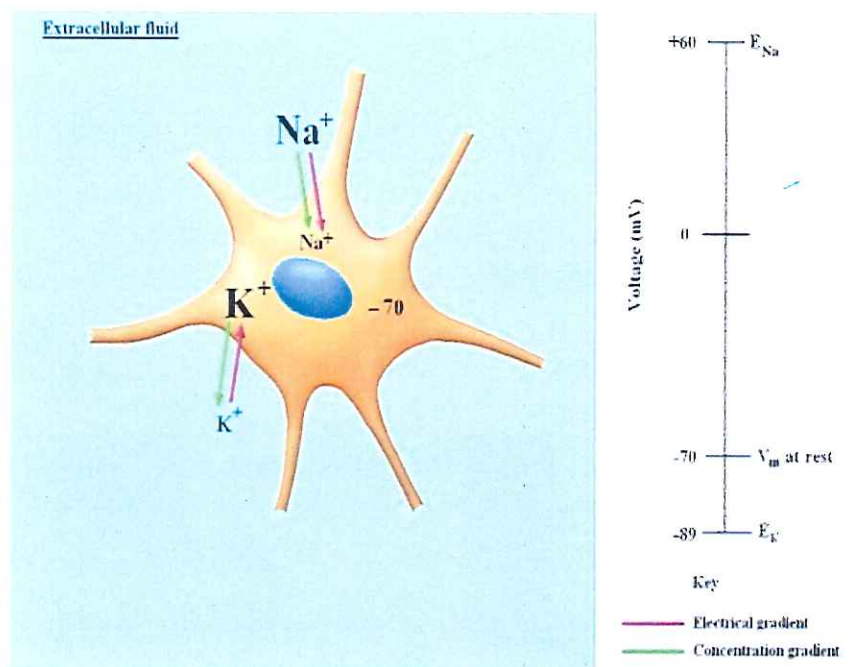 Extracellular fluid
Na+
Na+
K+
-70
K+
+60 ENa
Voltage (mV)
0
-70 Vm at rest
-89 EK
Key
Electrical gradient
Concentration gradient